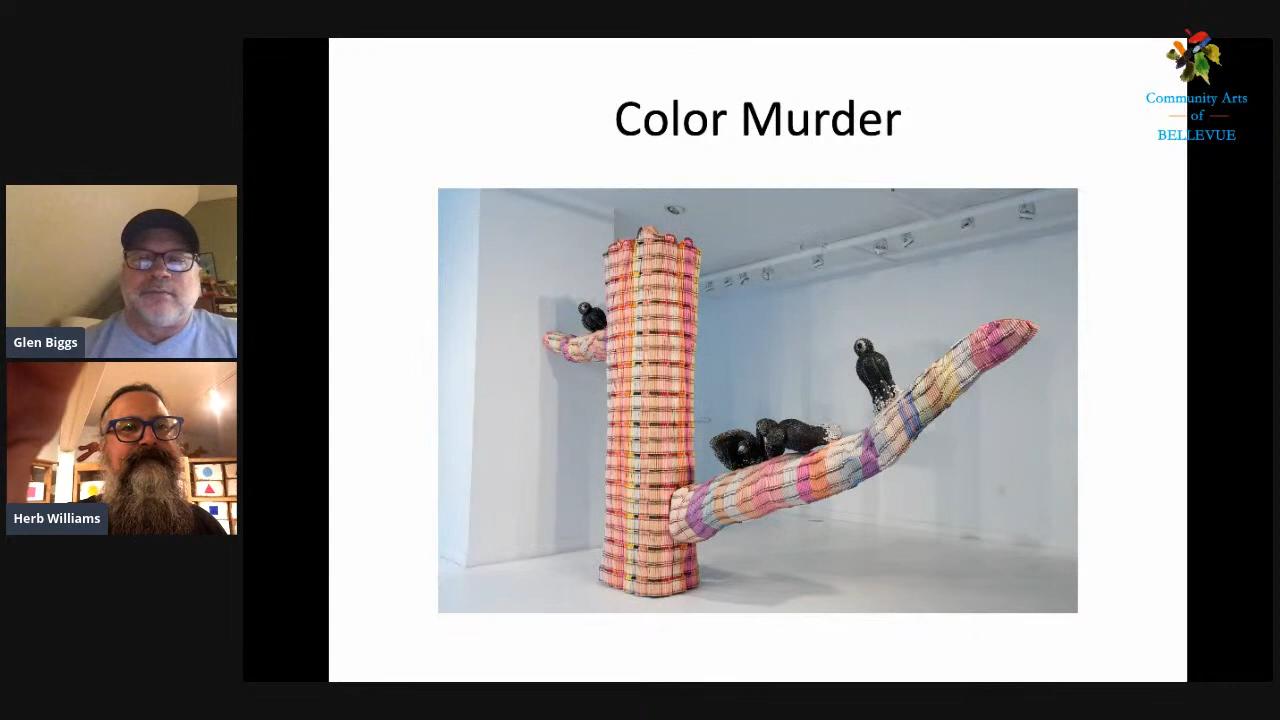 Color Murder
Community Arts
of
BELLEVUE
Glen Biggs
Herb Williams